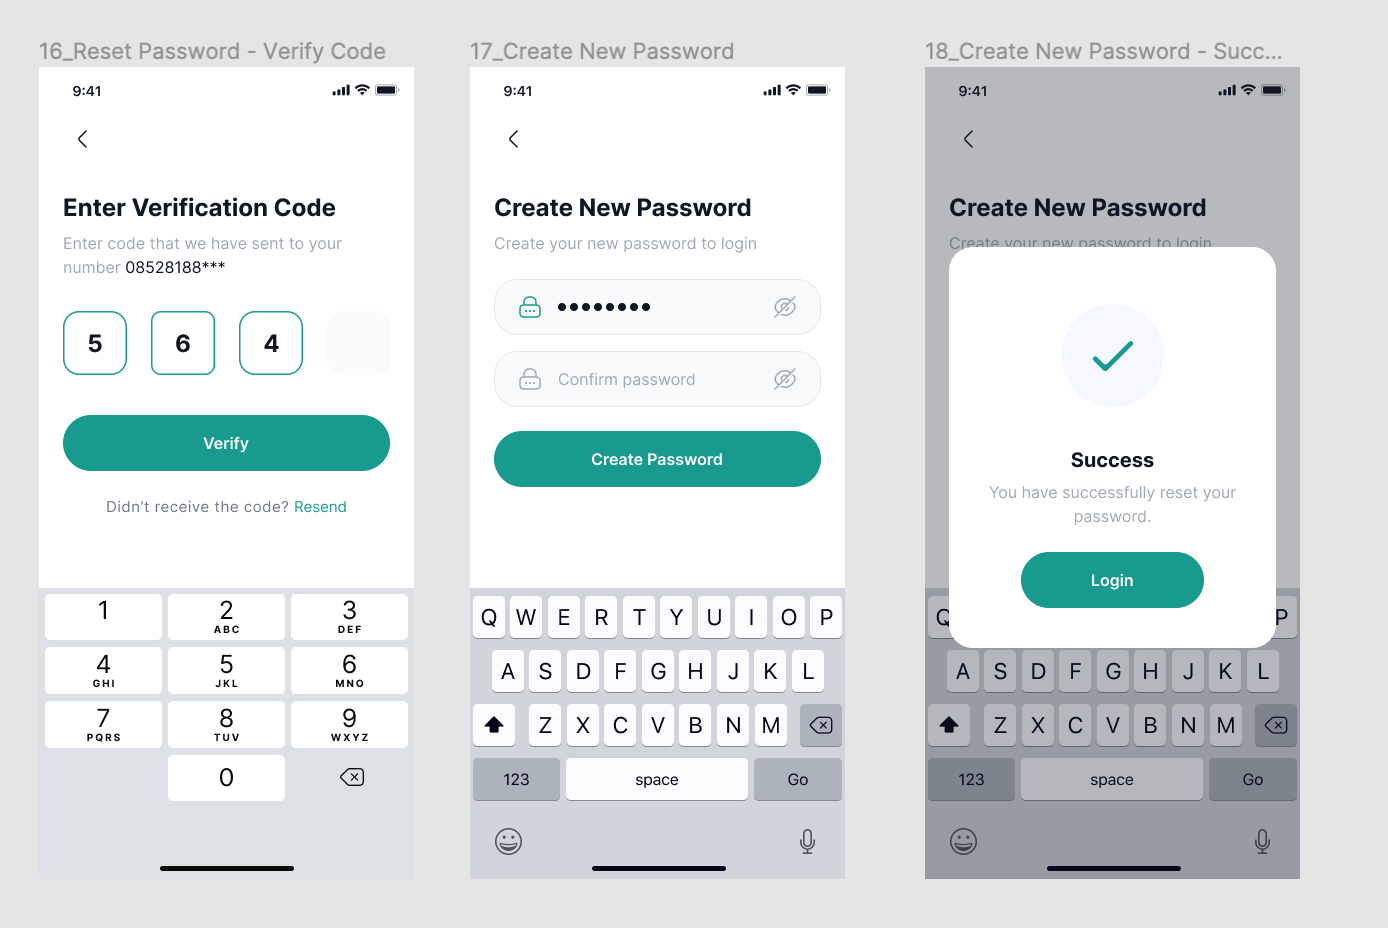 16_Reset Password - Verify Code
9:41
Enter Verification Code
Enter code that we have sent to your
number 08528188***
5 6 4
Verify
Didn’t receive the code? Resend
1 2 3
ABC DEF
4 5 6
GHI JKL MNO
7 8 9
PQRS TUV WXYZ
0
17_Create New Password
9:41
Create New Password
Create your new password to login
Confirm password
Create Password
Q W E R T Y U I O P
A S D F G H J K L
Z X C V B N M
123 space Go
18_Create New Password - Succ...
9:41
Create New Password
Create your new password to login
Success
You have successfully reset your
password.
Login
Q P
A S D F G H J K L
Z X C V B N M
123 space Go